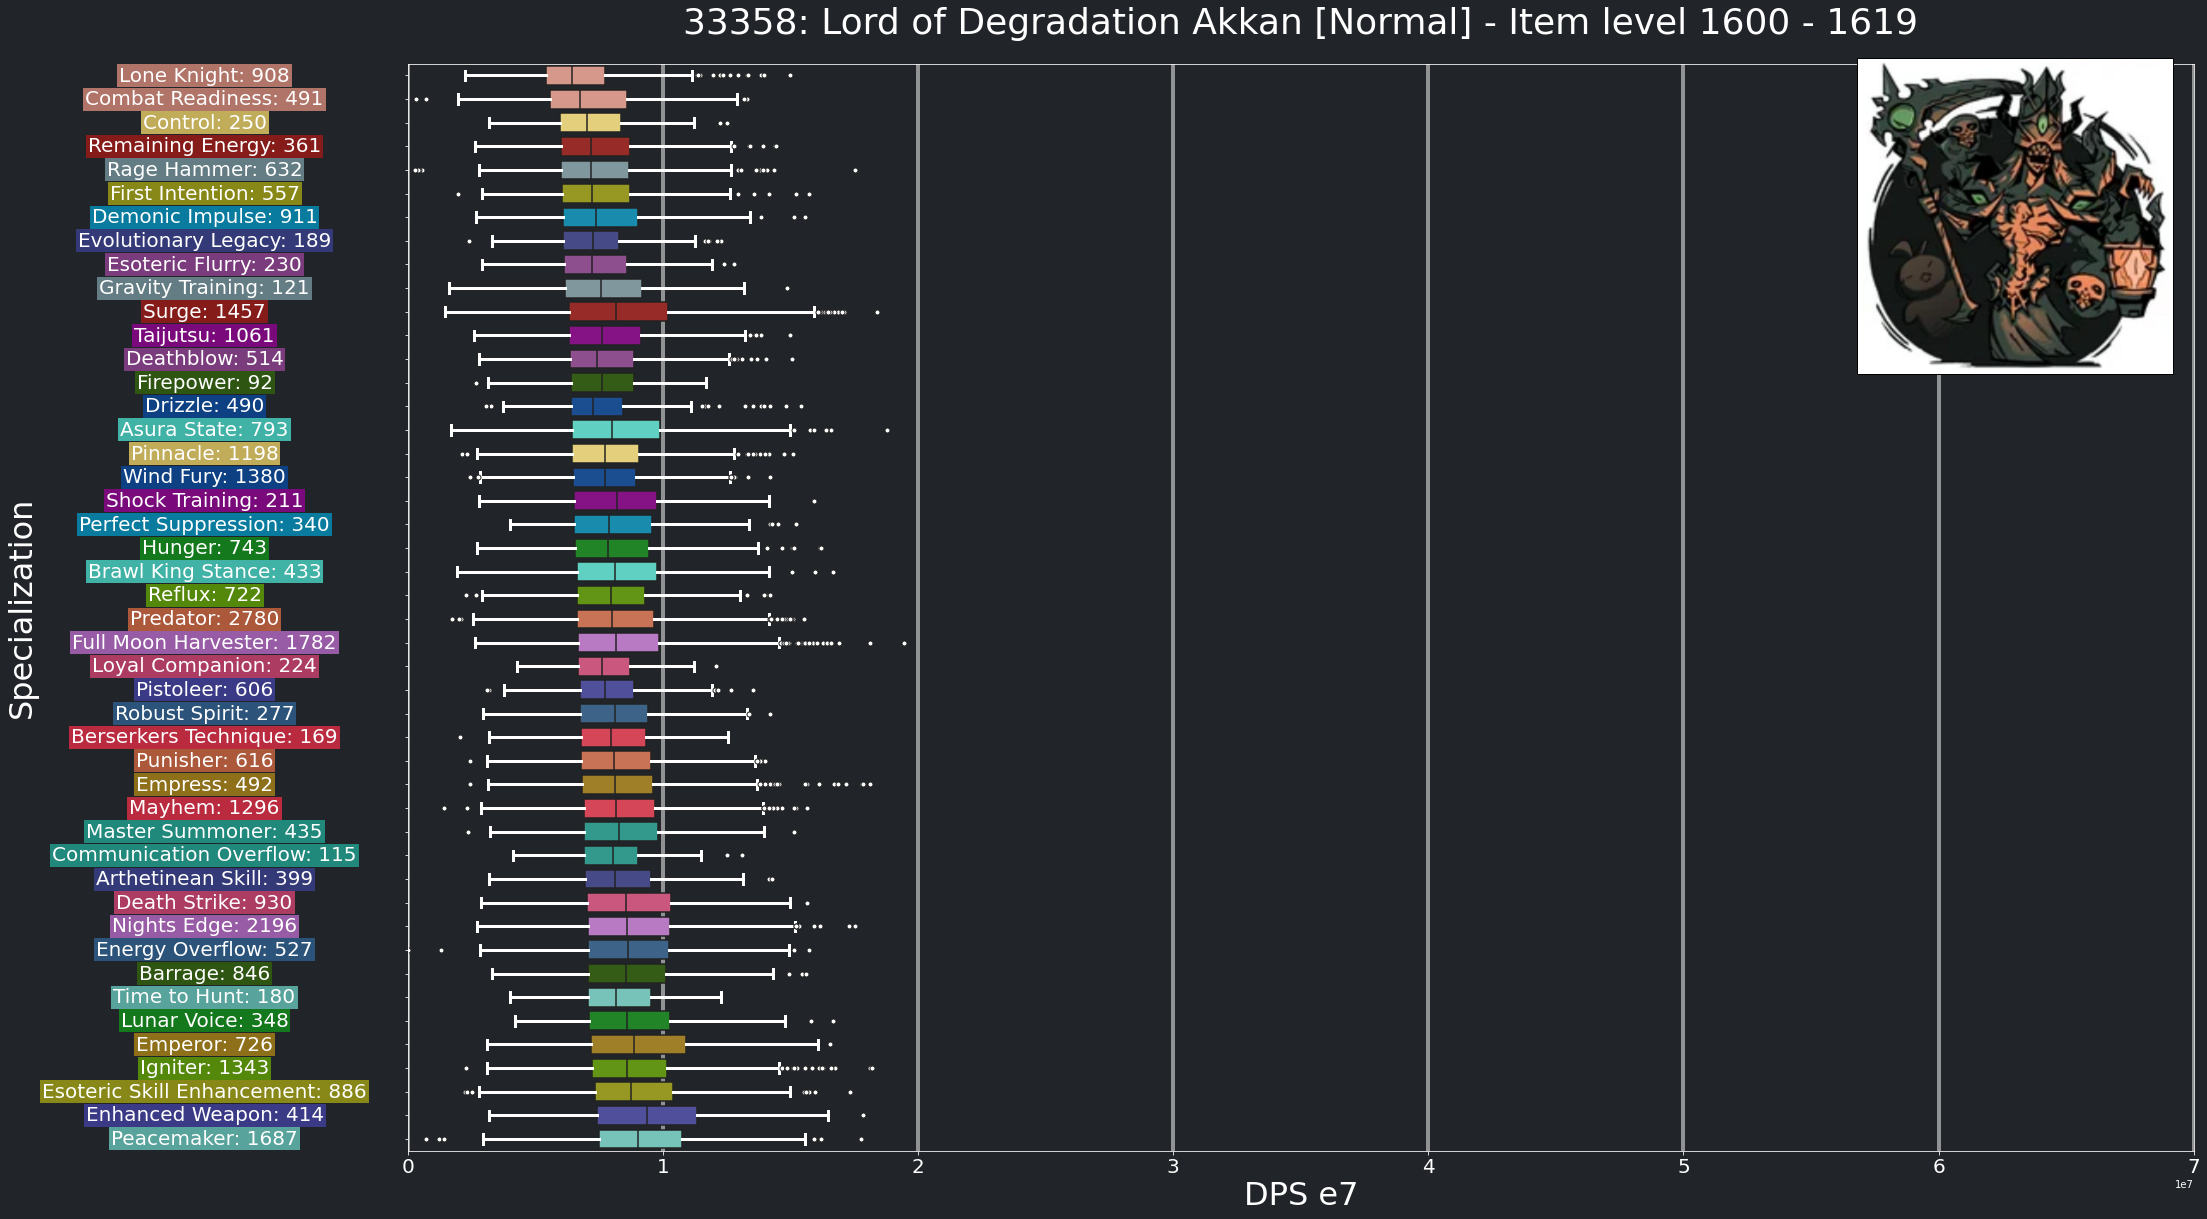 33358: Lord of Degradation Akkan [Normal] - Item level 1600 - 1619
Specialization
Lone Knight: 908
Combat Readiness: 491
Control: 250
Remaining Energy: 361
Rage Hammer: 632
First Intention: 557
Demonic Impulse: 911
Evolutionary Legacy: 189
Esoteric Flurry: 230
Gravity Training: 121
Surge: 1457
Taijutsu: 1061
Deathblow: 514
Firepower: 92
Drizzle: 490
Asura State: 793
Pinnacle: 1198
Wind Fury: 1380
Shock Training: 211
Perfect Suppression: 340
Hunger: 743
Brawl King Stance: 433
Reflux: 722
Predator: 2780
Full Moon Harvester: 1782
Loyal Companion: 224
Pistoleer: 606
Robust Spirit: 277
Berserkers Technique: 169
Punisher: 616
Empress: 492
Mayhem: 1296
Master Summoner: 435
Communication Overflow: 115
Arthetinean Skill: 399
Death Strike: 930
Nights Edge: 2196
Energy Overflow: 527
Barrage: 846
Time to Hunt: 180
Lunar Voice: 348
Emperor: 726
Igniter: 1343
Esoteric Skill Enhancement: 886
Enhanced Weapon: 414
Peacemaker: 1687
0 1 2 3 4 5 6 7
1e7
DPS e7